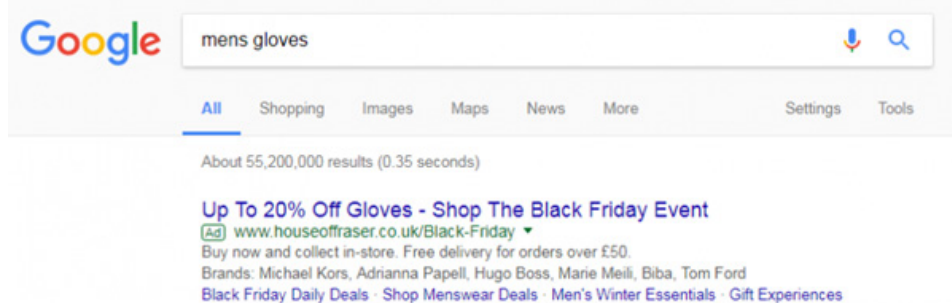 Google
mens gloves
All Shopping Images Maps News More Settings Tools
About 55,200,000 results (0.35 seconds)
Up To 20% Off Gloves - Shop The Black Friday Event
Ad www.houseoffraser.co.uk/Black-Friday ▼
Buy now and collect in-store. Free delivery for orders over £50.
Brands: Michael Kors, Adrianna Papell, Hugo Boss, Marie Meili, Biba, Tom Ford
Black Friday Daily Deals · Shop Menswear Deals · Men's Winter Essentials · Gift Experiences